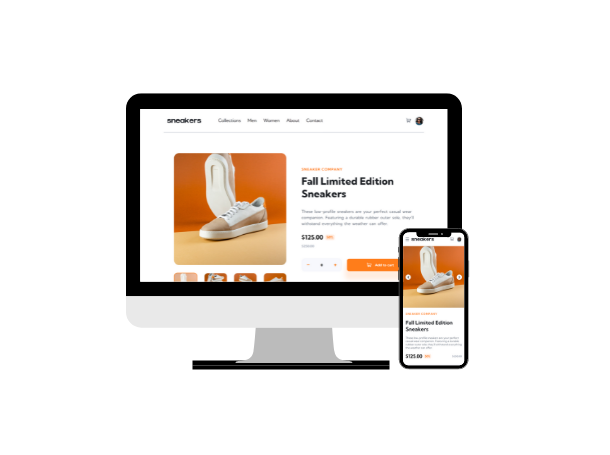 sneakers
Collections Men Women About Contact
SNEAKER COMPANY
Fall Limited Edition
Sneakers
These low-profile sneakers are your perfect casual wear
companion. Featuring a durable rubber outer sole, they'll
withstand everything the weather can offer.
$125.00 50%
$250.00
- 0 +
Add to cart
sneakers
SNEAKER COMPANY
Fall Limited Edition
Sneakers
These low-profile sneakers are your perfect
casual wear companion. Featuring a durable
rubber outer sole, they'll withstand everything
the weather can offer.
$125.00 50%
$250.00